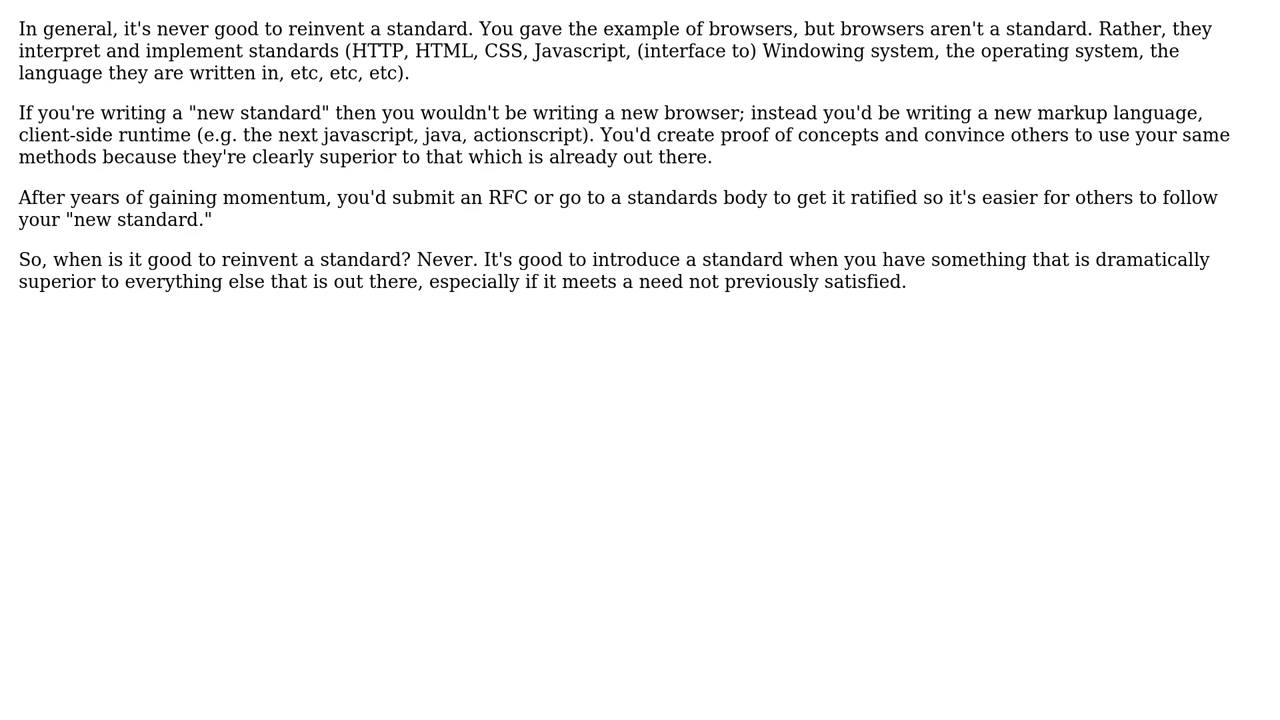 In general, it's never good to reinvent a standard. You gave the example of browsers, but browsers aren't a standard. Rather, they
interpret and implement standards (HTTP, HTML, CSS, Javascript, (interface to) Windowing system, the operating system, the
language they are written in, etc, etc, etc).
If you're writing a "new standard" then you wouldn't be writing a new browser; instead you'd be writing a new markup language,
client-side runtime (e.g. the next javascript, java, actionscript). You'd create proof of concepts and convince others to use your same
methods because they're clearly superior to that which is already out there.
After years of gaining momentum, you'd submit an RFC or go to a standards body to get it ratified so it's easier for others to follow
your "new standard."
So, when is it good to reinvent a standard? Never. It's good to introduce a standard when you have something that is dramatically
superior to everything else that is out there, especially if it meets a need not previously satisfied.